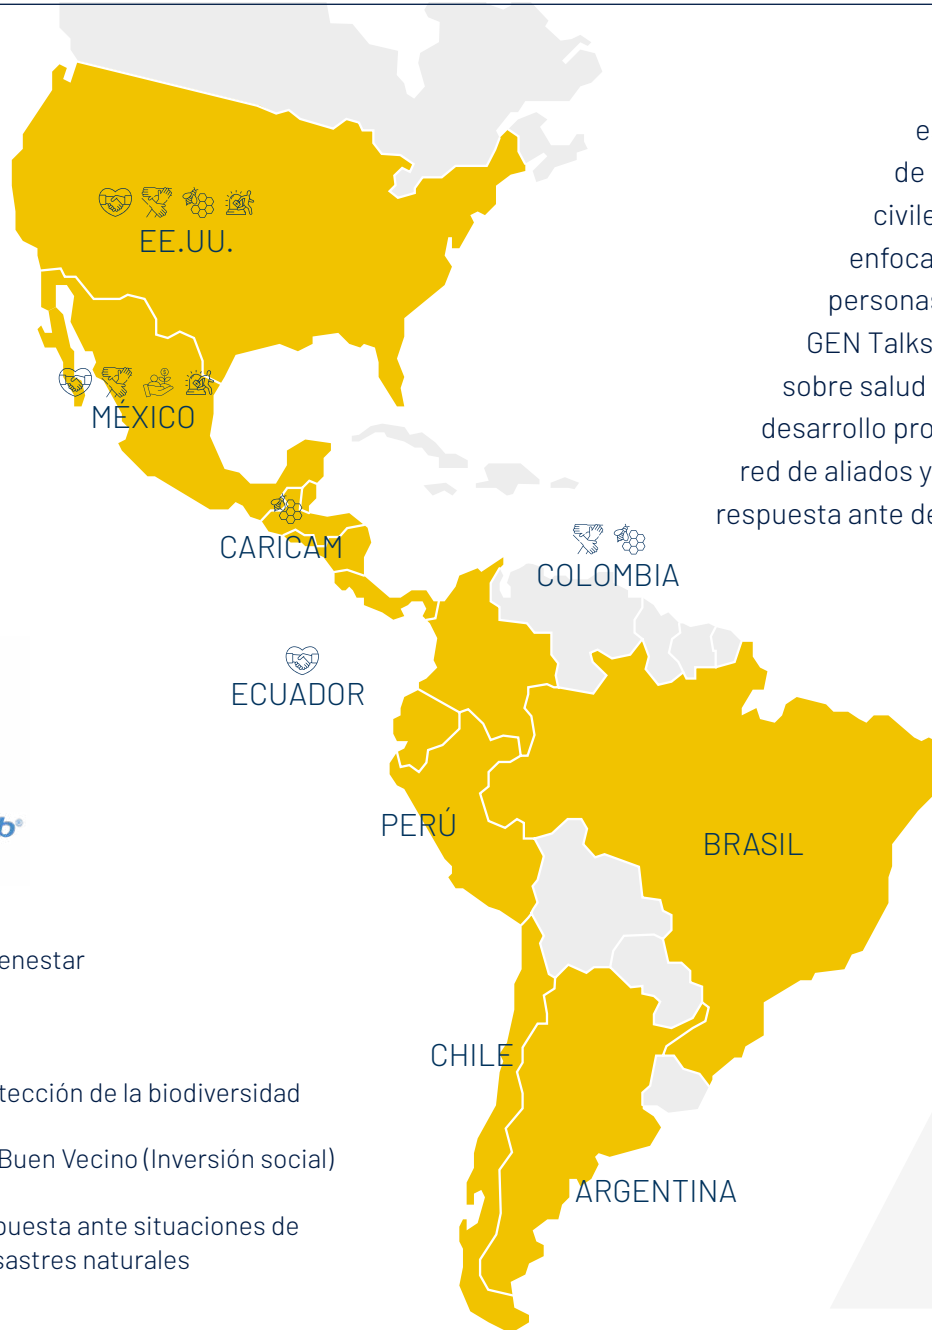 de
civile
enfoca
personas
GEN Talks
sobre salud
desarrollo pro
red de aliados y
respuesta ante de
EE.UU.
MÉXICO
CARICAM
COLOMBIA
ECUADOR
PERÚ
BRASIL
b®
enestar
CHILE
tección de la biodiversidad
Buen Vecino (Inversión social)
ARGENTINA
puesta ante situaciones de
sastres naturales